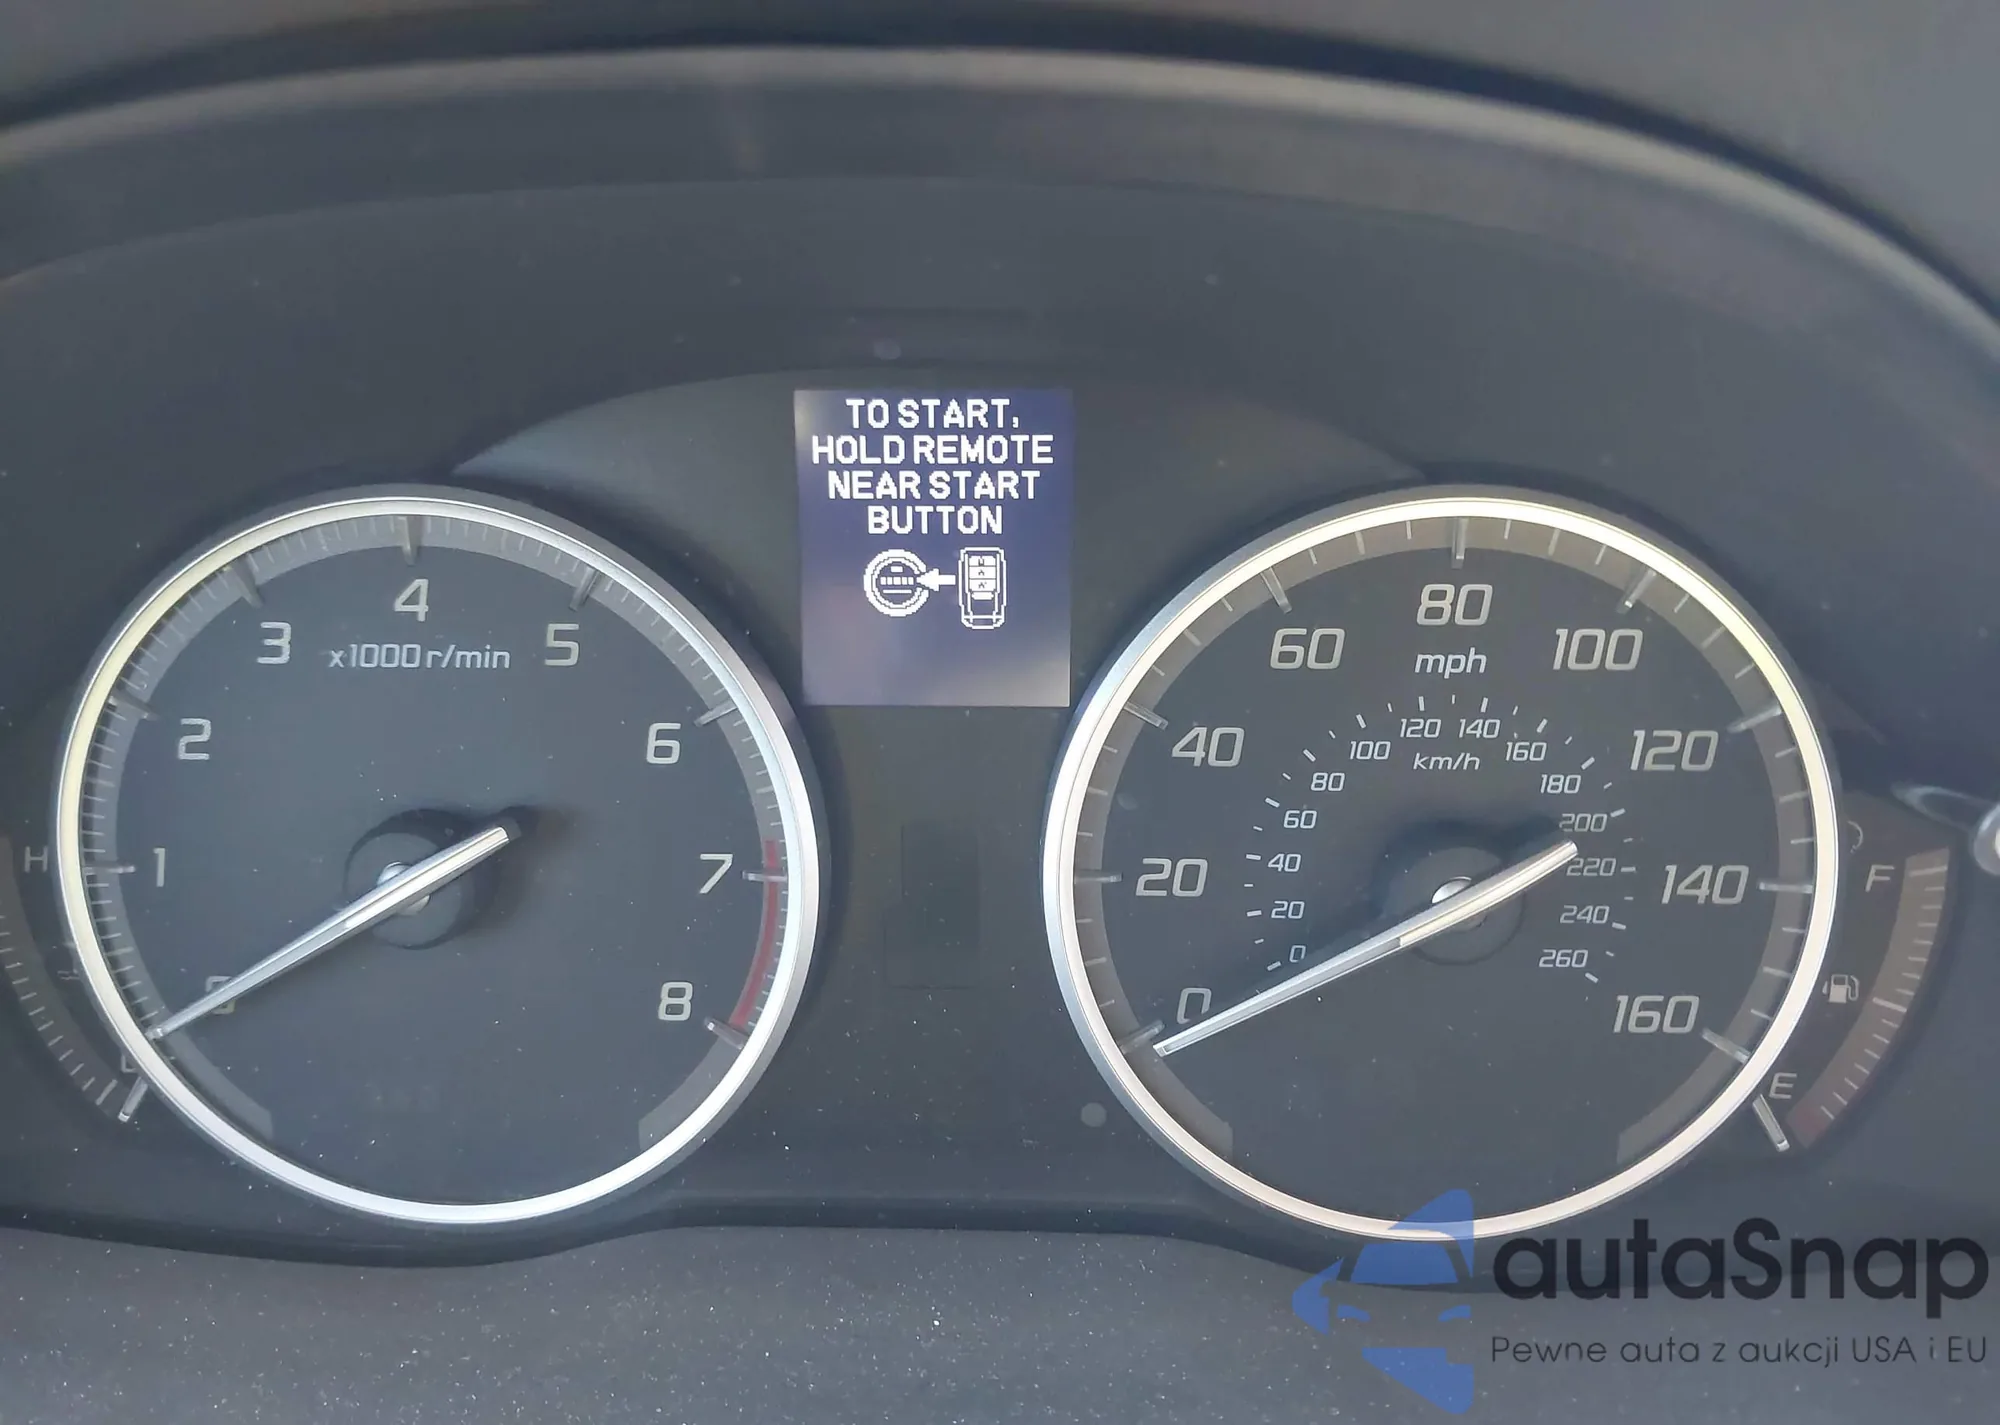 TO START,
HOLD REMOTE
NEAR START
BUTTON
4
3
5
x1000 r/min
2
6
1
7
0
8
H
80
60
100
mph
40
120
120 140
100
160
km/h
80
180
60
200
20
40
220
140
20
240
0
260
0
160
F
E
autaSnap
Pewne auta z aukcji USA i EU